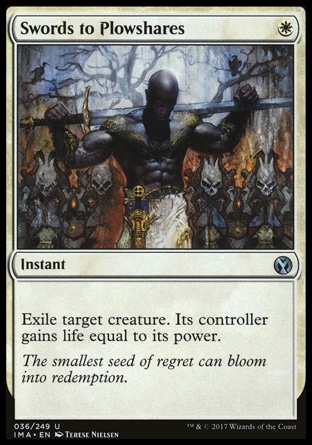 Swords to Plowshares
Instant
Exile target creature. Its controller
gains life equal to its power.
The smallest seed of regret can bloom
into redemption.
036/249 U
IMA • EN Terese Nielsen
™ & © 2017 Wizards of the Coast